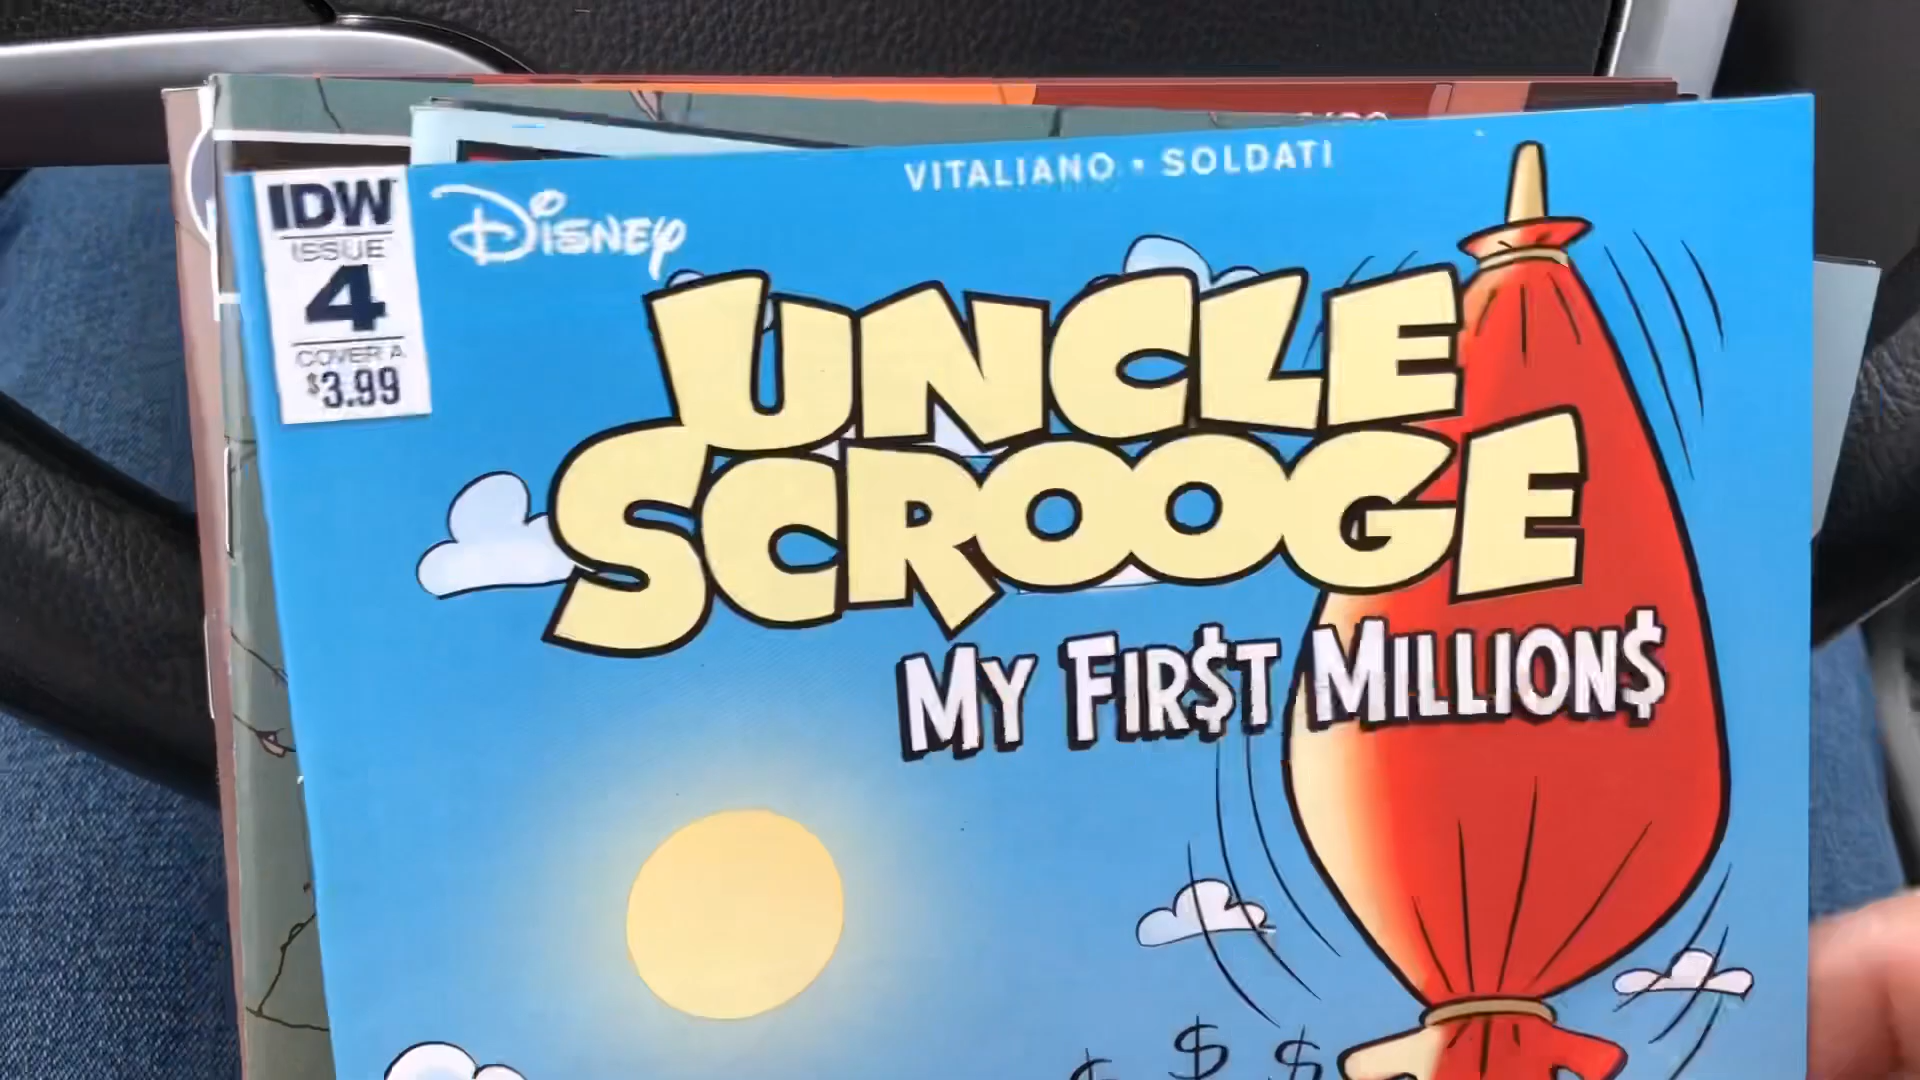 VITALIANO • SOLDATI
IDW
ISSUE
4
COVER A
$3.99
DISNEY
UNCLE
SCROOGE
MY FIR$T MILLION$
$ $ $